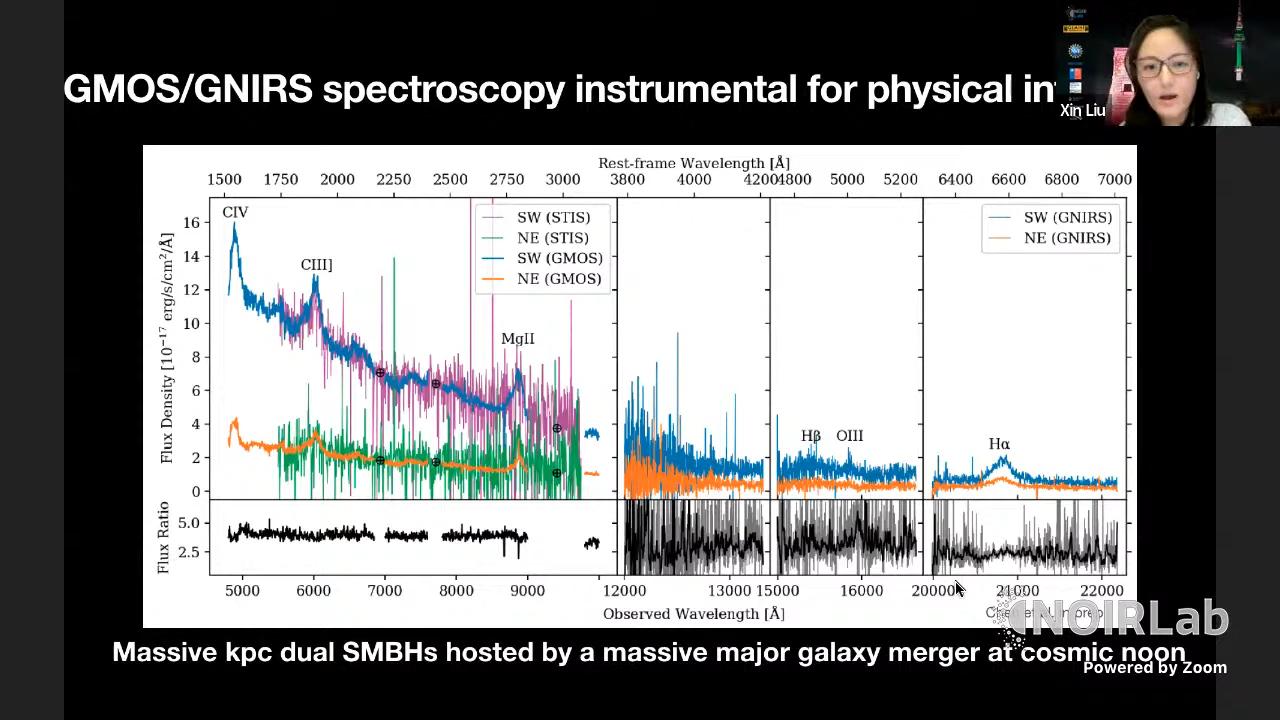 GMOS/GNIRS spectroscopy instrumental for physical in
Xin Liu
Rest-frame Wavelength [Å]
1500 1750 2000 2250 2500 2750 3000 3800 4000 4200 4800 5000 5200 6400 6600 6800 7000
CIV
CIII]
MgII
SW (STIS)
NE (STIS)
SW (GMOS)
NE (GMOS)
SW (GNIRS)
NE (GNIRS)
Hβ OIII
Hα
Flux Density [10⁻¹⁷ erg/s/cm²/Å]
16
14
12
10
8
6
4
2
0
Flux Ratio
5.0
2.5
5000 6000 7000 8000 9000 12000 13000 15000 16000 20000 21000 22000
Observed Wavelength [Å]
NOIRLab
Massive kpc dual SMBHs hosted by a massive major galaxy merger at cosmic noon
Powered by Zoom